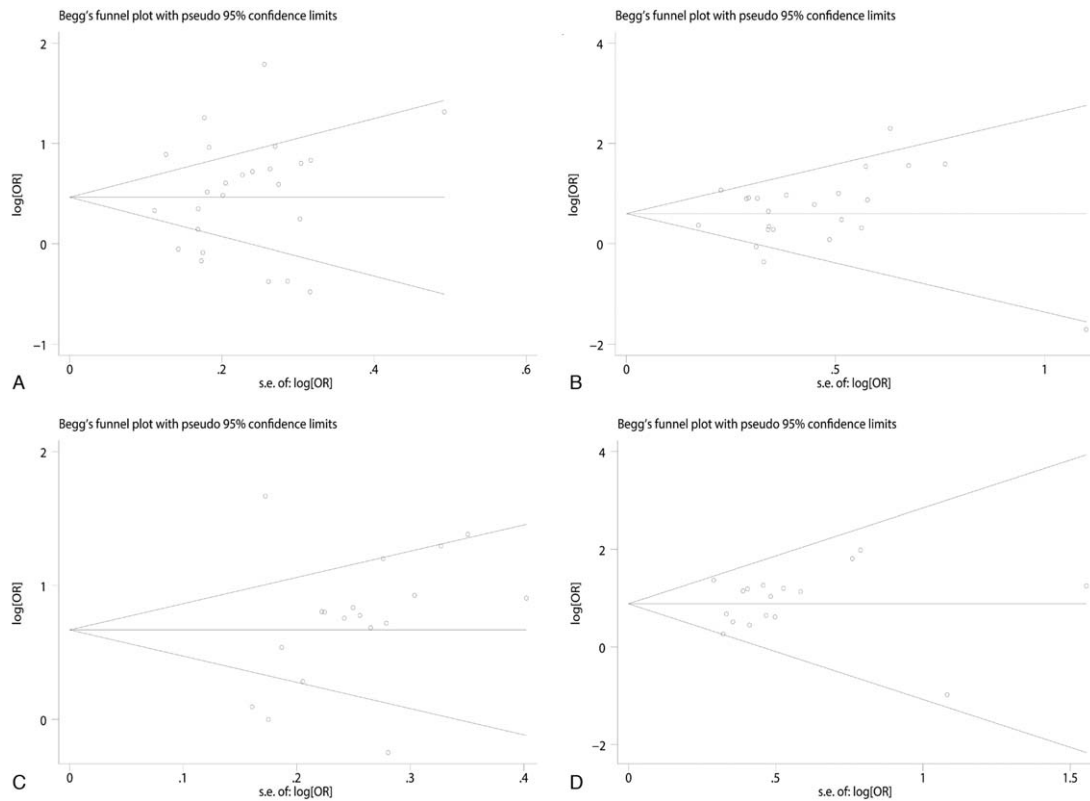 Begg's funnel plot with pseudo 95% confidence limits
2
1
0
−1
log[OR]
0
.2
.4
.6
s.e. of: log[OR]
A
Begg's funnel plot with pseudo 95% confidence limits
4
2
0
−2
log[OR]
0
.5
1
s.e. of: log[OR]
B
Begg's funnel plot with pseudo 95% confidence limits
2
1
0
log[OR]
0
.1
.2
.3
.4
s.e. of: log[OR]
C
Begg's funnel plot with pseudo 95% confidence limits
4
2
0
−2
log[OR]
0
.5
1
1.5
s.e. of: log[OR]
D